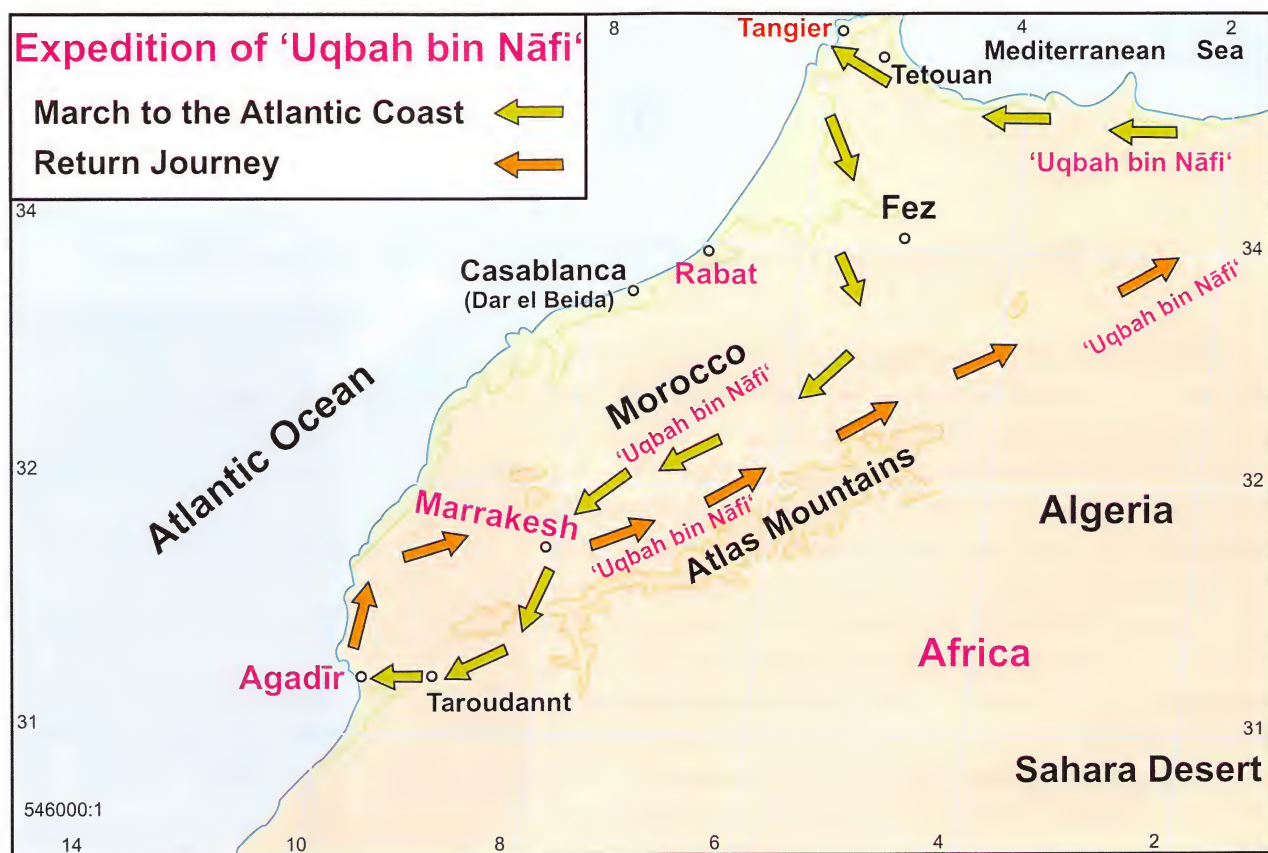 Expedition of ‘Uqbah bin Nāfi‘
March to the Atlantic Coast
Return Journey
8
4
2
Tangier
Tetouan
Mediterranean Sea
‘Uqbah bin Nāfi‘
34
Fez
34
Casablanca
(Dar el Beida)
Rabat
‘Uqbah bin Nāfi‘
Morocco
‘Uqbah bin Nāfi‘
Atlantic Ocean
32
32
Marrakesh
‘Uqbah bin Nāfi‘
Atlas Mountains
Algeria
Africa
Agadīr
Taroudannt
31
31
Sahara Desert
546000:1
14
10
8
6
4
2